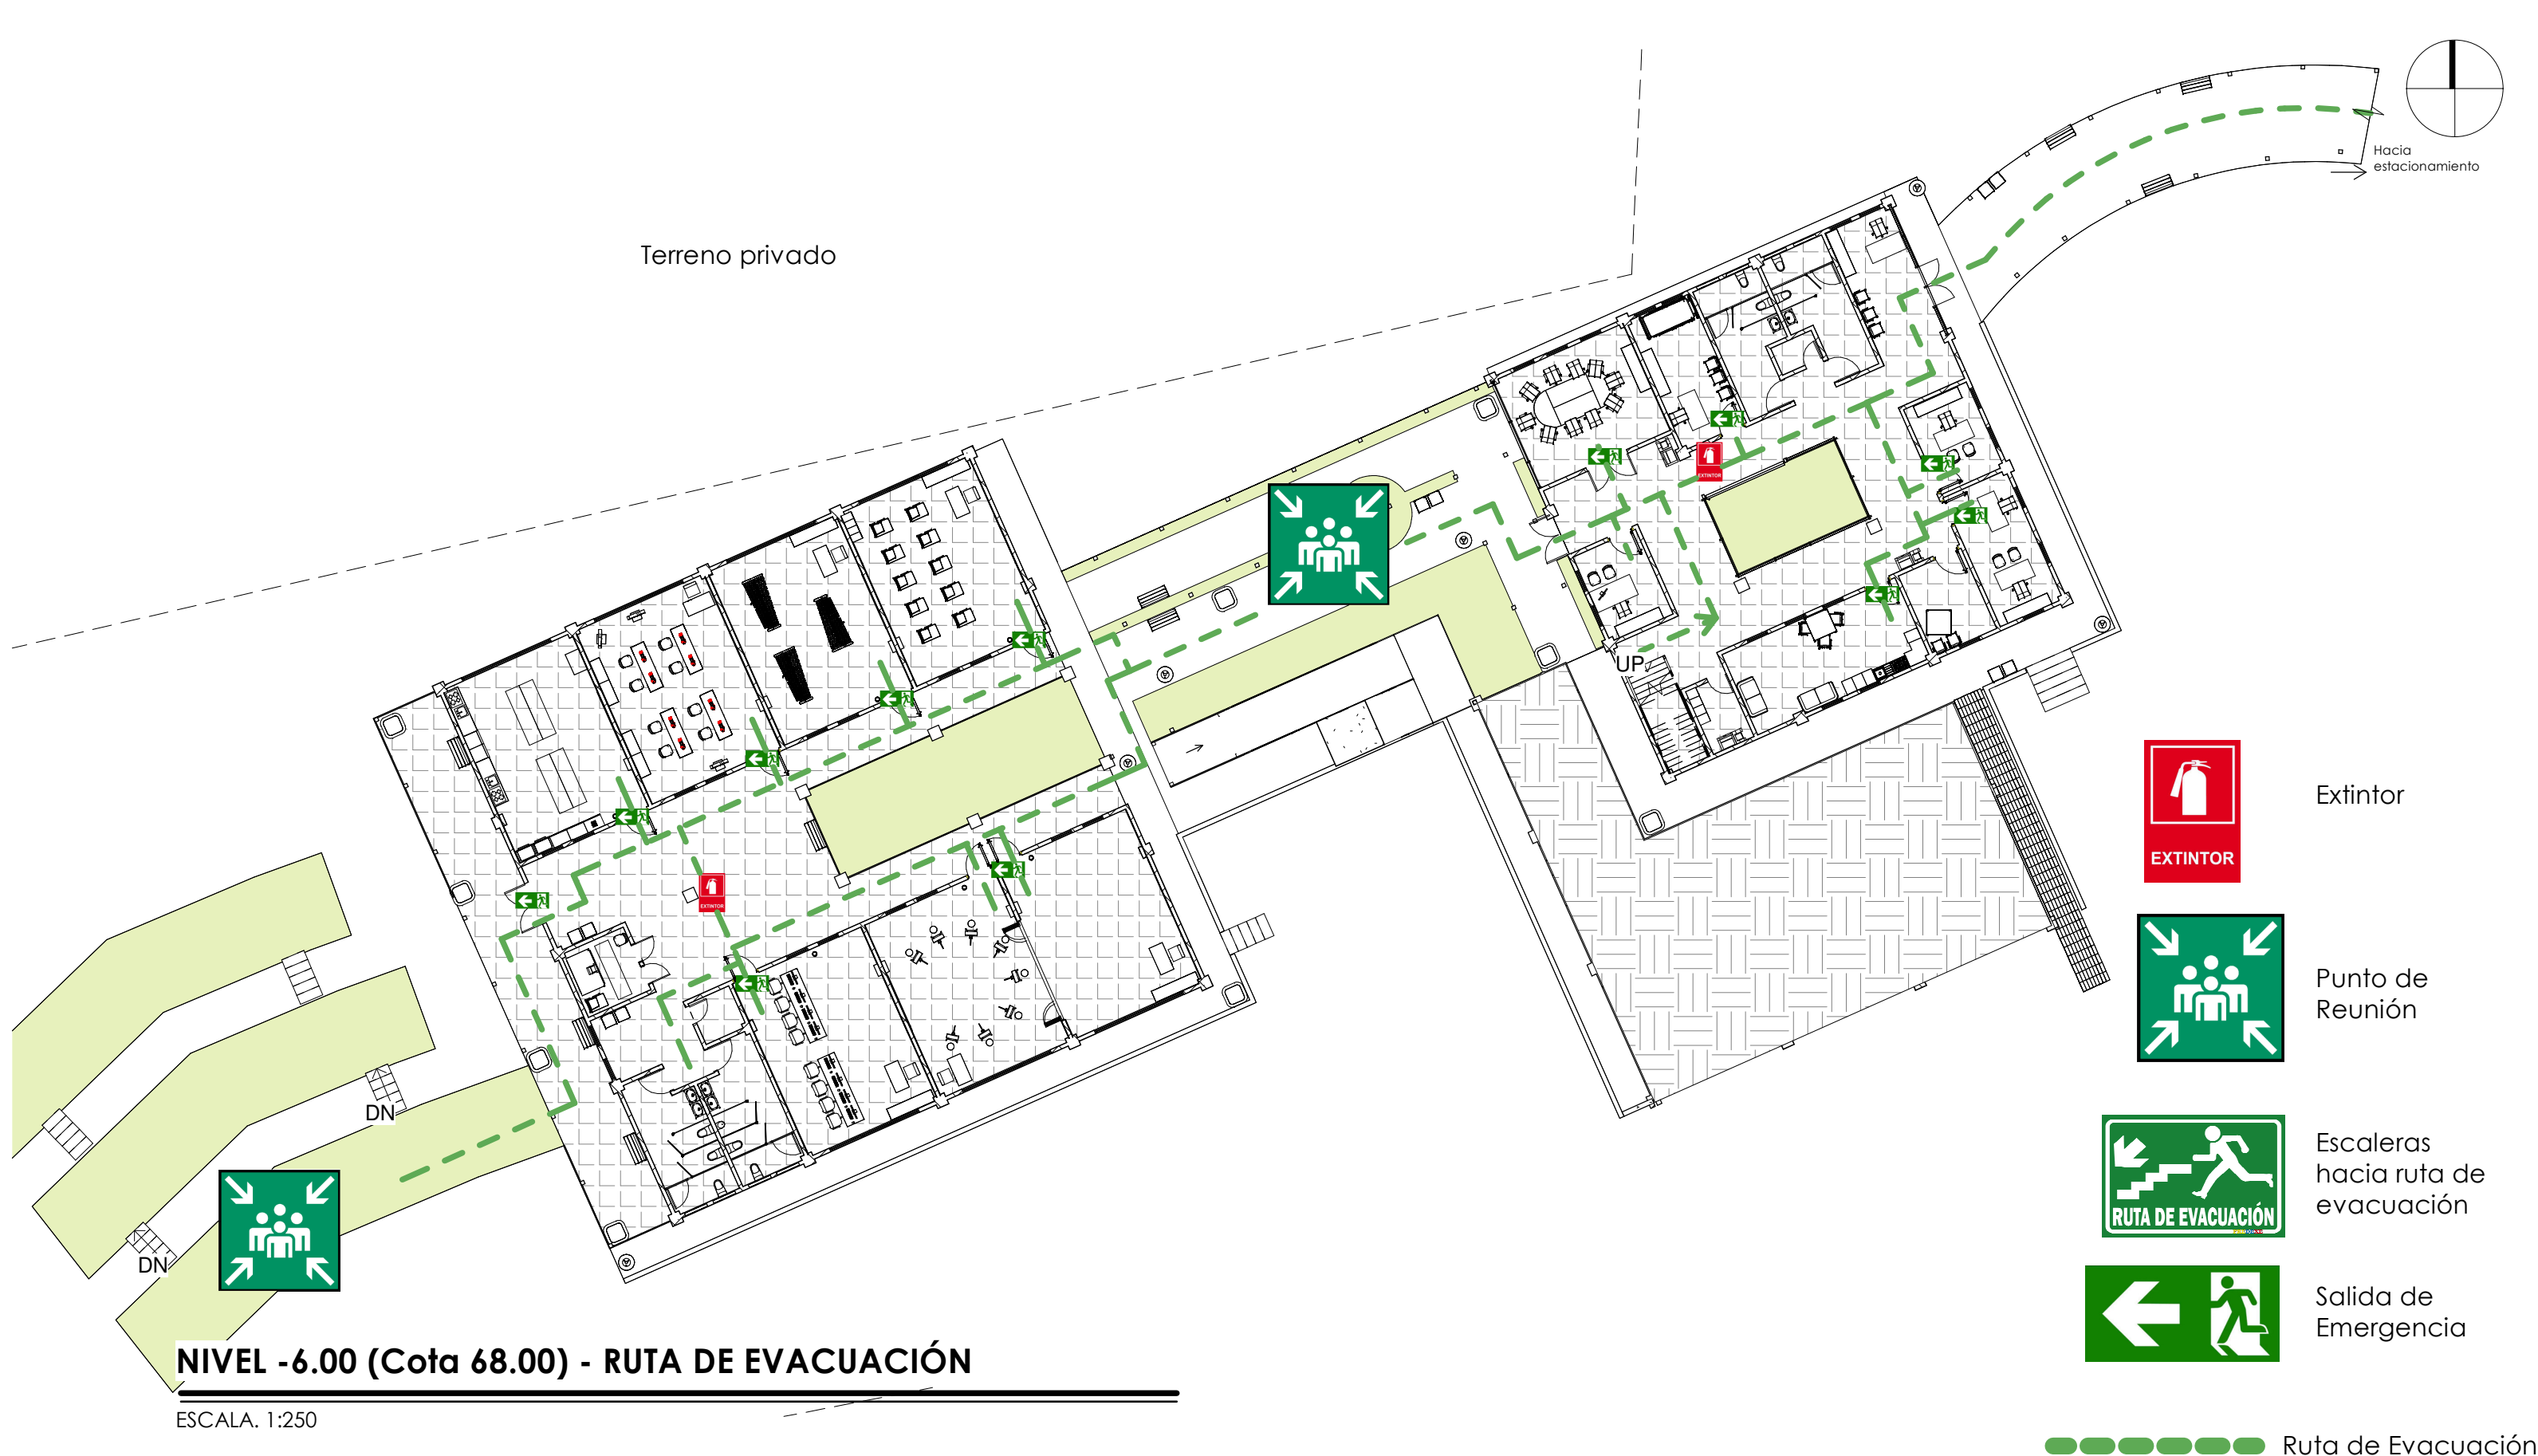 Hacia
estacionamiento
Terreno privado
EXTINTOR
UP
EXTINTOR
EXTINTOR
Extintor
Punto de
Reunión
DN
DN
RUTA DE EVACUACIÓN
Escaleras
hacia ruta de
evacuación
Salida de
Emergencia
NIVEL -6.00 (Cota 68.00) - RUTA DE EVACUACIÓN
ESCALA. 1:250
Ruta de Evacuación